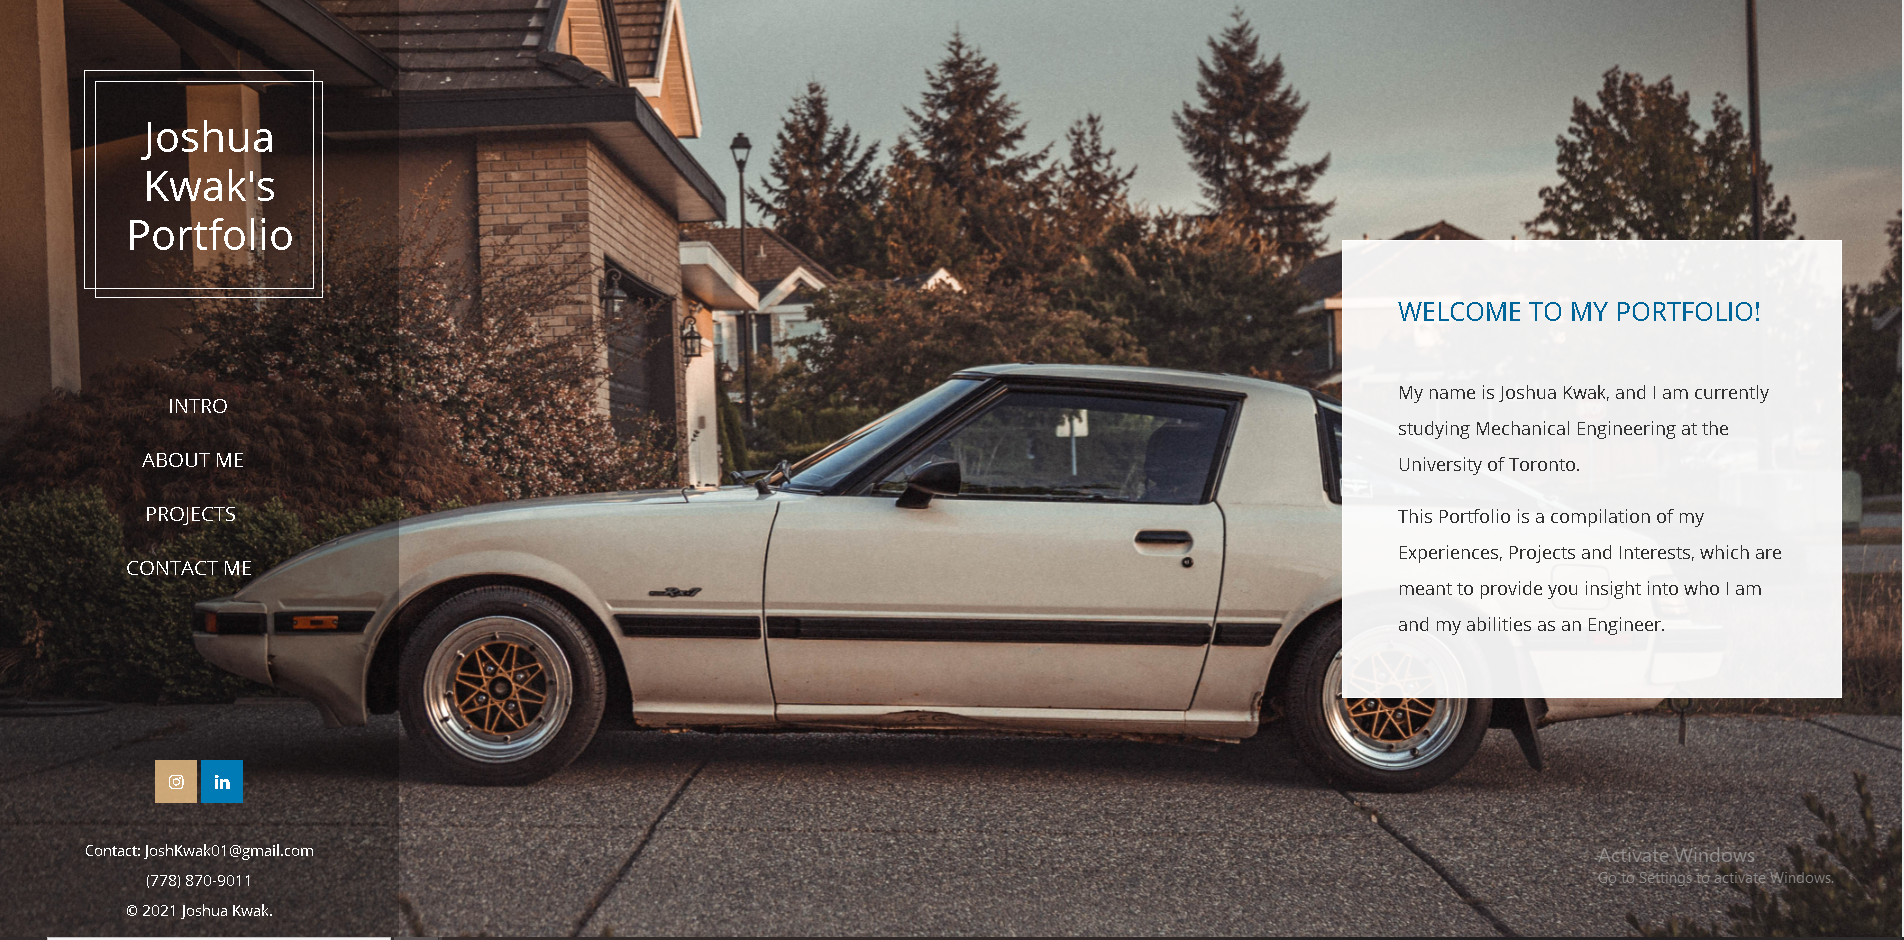 Joshua
Kwak's
Portfolio
INTRO
ABOUT ME
PROJECTS
CONTACT ME
in
Contact: JoshKwak01@gmail.com
(778) 870-9011
© 2021 Joshua Kwak.
WELCOME TO MY PORTFOLIO!
My name is Joshua Kwak, and I am currently
studying Mechanical Engineering at the
University of Toronto.
This Portfolio is a compilation of my
Experiences, Projects and Interests, which are
meant to provide you insight into who I am
and my abilities as an Engineer.
Activate Windows
Go to Settings to activate Windows.